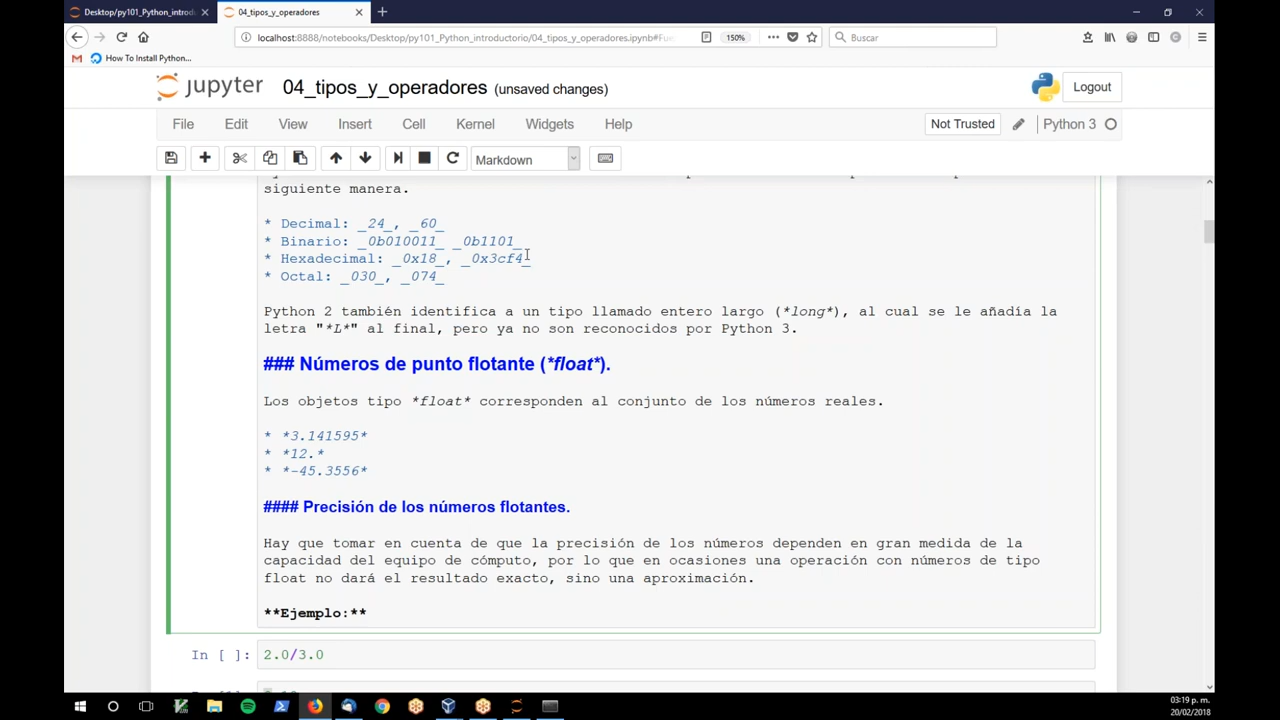 Desktop/py101_Python_introdu
04_tipos_y_operadores
localhost:8888/notebooks/Desktop/py101_Python_introductorio/04_tipos_y_operadores.ipynb#Fue
150%
Buscar
How To Install Python...
jupyter
04_tipos_y_operadores (unsaved changes)
Logout
File Edit View Insert Cell Kernel Widgets Help
Not Trusted
Python 3
Markdown
siguiente manera.
* Decimal: _24_, _60_
* Binario: _0b010011_ _0b1101_
* Hexadecimal: _0x18_, _0x3cf4_
* Octal: _030_, _074_
Python 2 también identifica a un tipo llamado entero largo (*long*), al cual se le añadía la
letra "*L*" al final, pero ya no son reconocidos por Python 3.
### Números de punto flotante (*float*).
Los objetos tipo *float* corresponden al conjunto de los números reales.
* *3.141595*
* *12.*
* *-45.3556*
#### Precisión de los números flotantes.
Hay que tomar en cuenta de que la precisión de los números dependen en gran medida de la
capacidad del equipo de cómputo, por lo que en ocasiones una operación con números de tipo
float no dará el resultado exacto, sino una aproximación.
**Ejemplo:**
In [ ]: 2.0/3.0
03:19 p. m.
20/02/2018